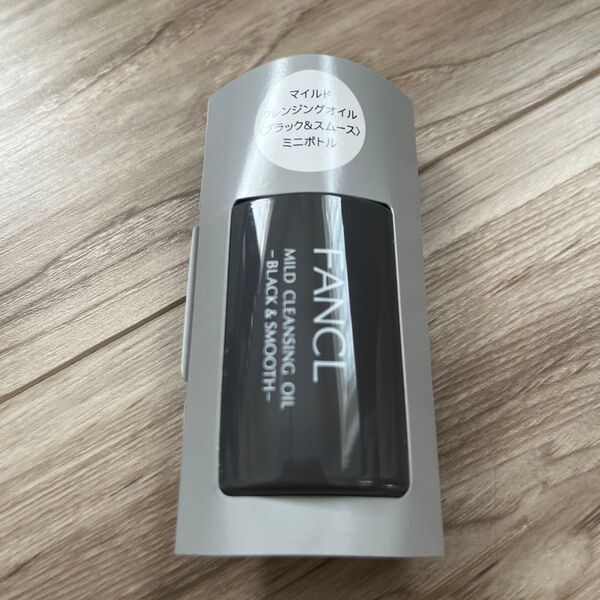 マイルド
クレンジングオイル
〈ブラック&スムース〉
ミニボトル
FANCL
MILD CLEANSING OIL
-BLACK & SMOOTH-